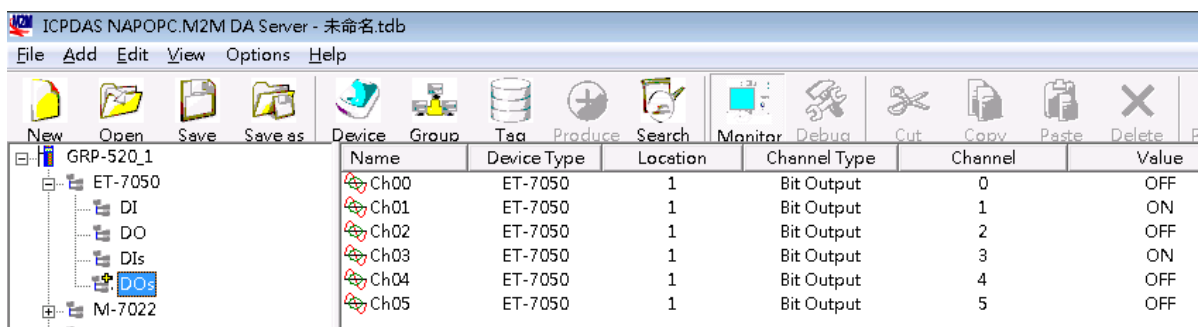 ICPDAS NAPOPC.M2M DA Server - 未命名.tdb
File Add Edit View Options Help
New Open Save Save as Device Group Tag Produce Search Monitor Debug Cut Copy Paste Delete
GRP-520_1
ET-7050
DI
DO
DIs
DOs
M-7022
Name Device Type Location Channel Type Channel Value
Ch00 ET-7050 1 Bit Output 0 OFF
Ch01 ET-7050 1 Bit Output 1 ON
Ch02 ET-7050 1 Bit Output 2 OFF
Ch03 ET-7050 1 Bit Output 3 ON
Ch04 ET-7050 1 Bit Output 4 OFF
Ch05 ET-7050 1 Bit Output 5 OFF